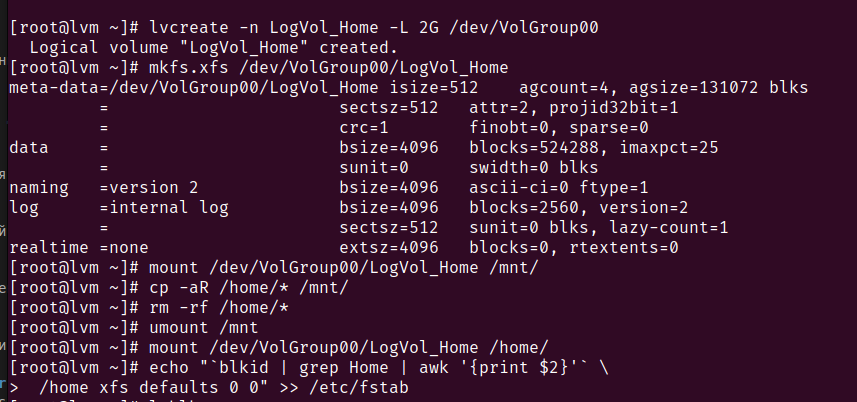 [root@lvm ~]# lvcreate -n LogVol_Home -L 2G /dev/VolGroup00
  Logical volume "LogVol_Home" created.
[root@lvm ~]# mkfs.xfs /dev/VolGroup00/LogVol_Home
meta-data=/dev/VolGroup00/LogVol_Home isize=512    agcount=4, agsize=131072 blks
         =                       sectsz=512   attr=2, projid32bit=1
         =                       crc=1        finobt=0, sparse=0
data     =                       bsize=4096   blocks=524288, imaxpct=25
         =                       sunit=0      swidth=0 blks
naming   =version 2              bsize=4096   ascii-ci=0 ftype=1
log      =internal log           bsize=4096   blocks=2560, version=2
         =                       sectsz=512   sunit=0 blks, lazy-count=1
realtime =none                   extsz=4096   blocks=0, rtextents=0
[root@lvm ~]# mount /dev/VolGroup00/LogVol_Home /mnt/
[root@lvm ~]# cp -aR /home/* /mnt/
[root@lvm ~]# rm -rf /home/*
[root@lvm ~]# umount /mnt
[root@lvm ~]# mount /dev/VolGroup00/LogVol_Home /home/
[root@lvm ~]# echo "`blkid | grep Home | awk '{print $2}'` \
>  /home xfs defaults 0 0" >> /etc/fstab